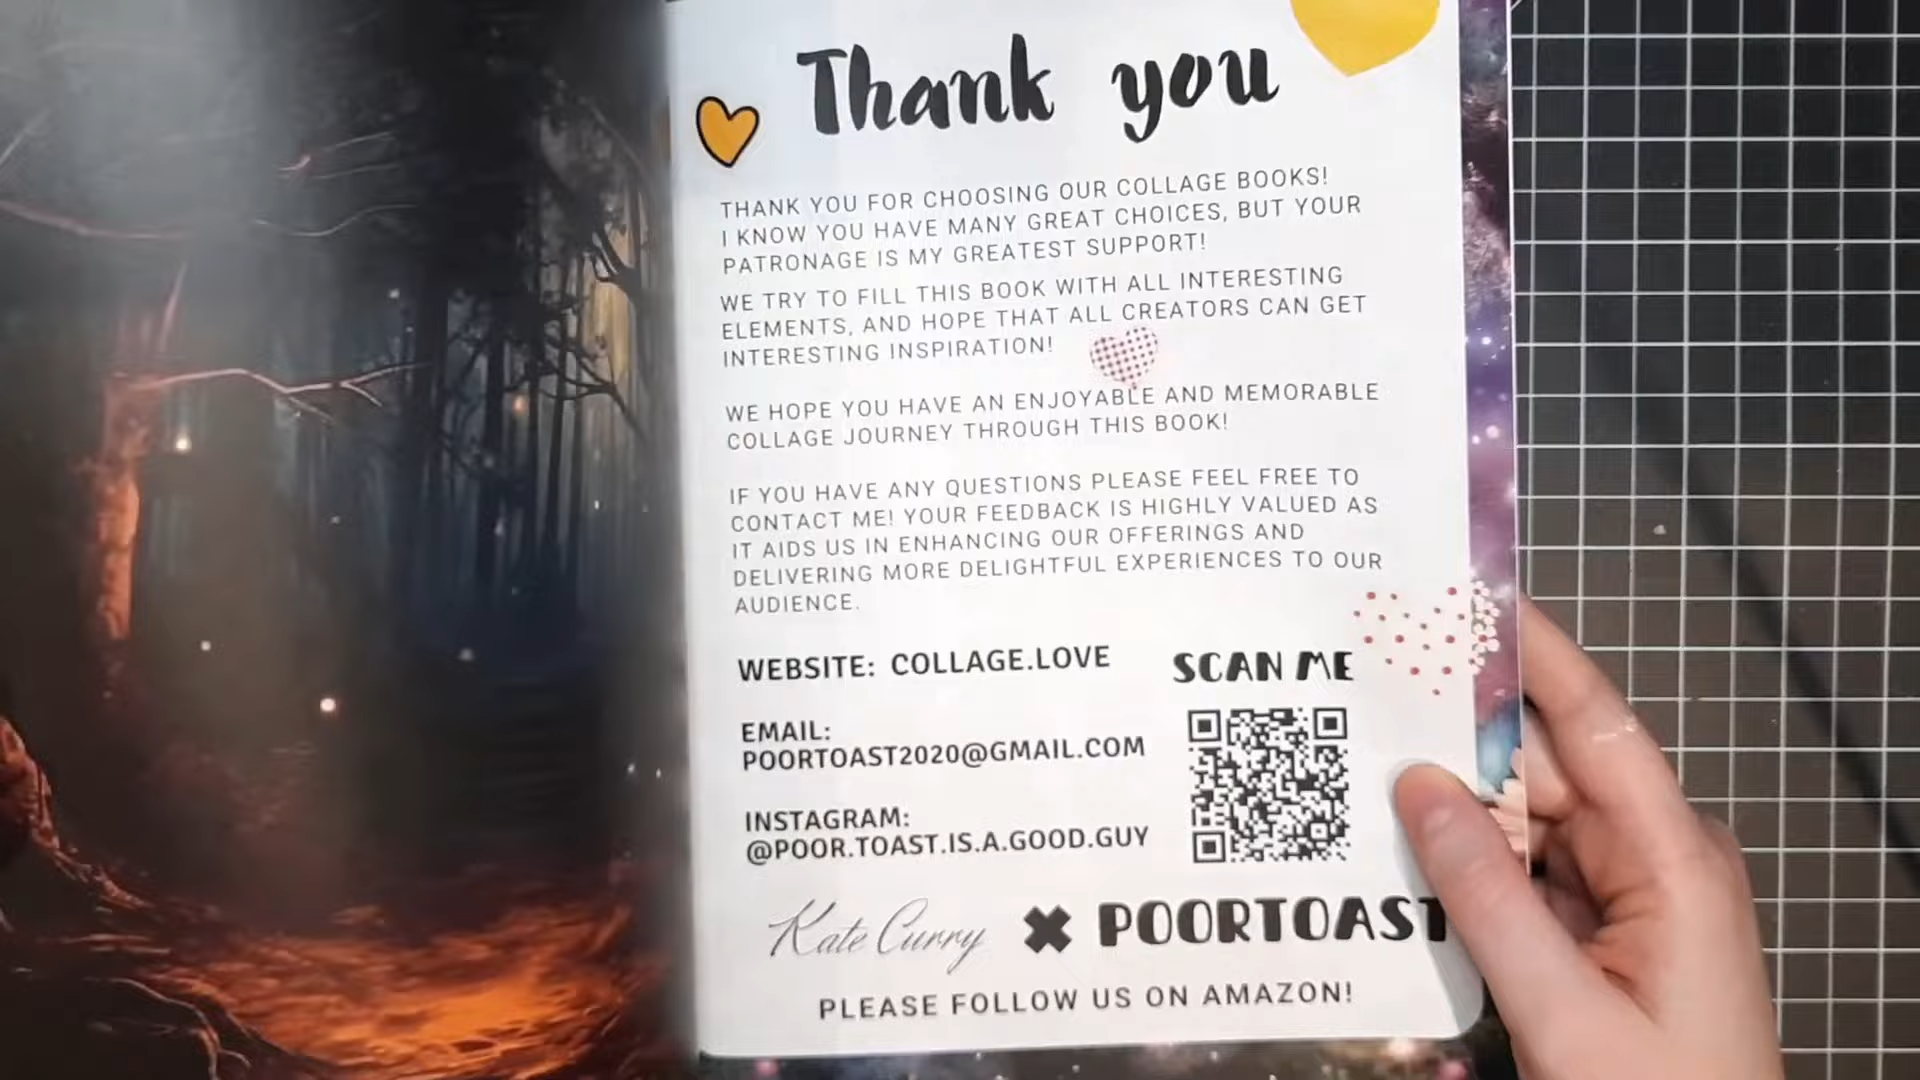 Thank you
THANK YOU FOR CHOOSING OUR COLLAGE BOOKS!
I KNOW YOU HAVE MANY GREAT CHOICES, BUT YOUR
PATRONAGE IS MY GREATEST SUPPORT!
WE TRY TO FILL THIS BOOK WITH ALL INTERESTING
ELEMENTS, AND HOPE THAT ALL CREATORS CAN GET
INTERESTING INSPIRATION!
WE HOPE YOU HAVE AN ENJOYABLE AND MEMORABLE
COLLAGE JOURNEY THROUGH THIS BOOK!
IF YOU HAVE ANY QUESTIONS PLEASE FEEL FREE TO
CONTACT ME! YOUR FEEDBACK IS HIGHLY VALUED AS
IT AIDS US IN ENHANCING OUR OFFERINGS AND
DELIVERING MORE DELIGHTFUL EXPERIENCES TO OUR
AUDIENCE.
WEBSITE: COLLAGE.LOVE
SCAN ME
EMAIL:
POORTOAST2020@GMAIL.COM
INSTAGRAM:
@POOR.TOAST.IS.A.GOOD.GUY
Kate Curry ✖ POORTOAST
PLEASE FOLLOW US ON AMAZON!